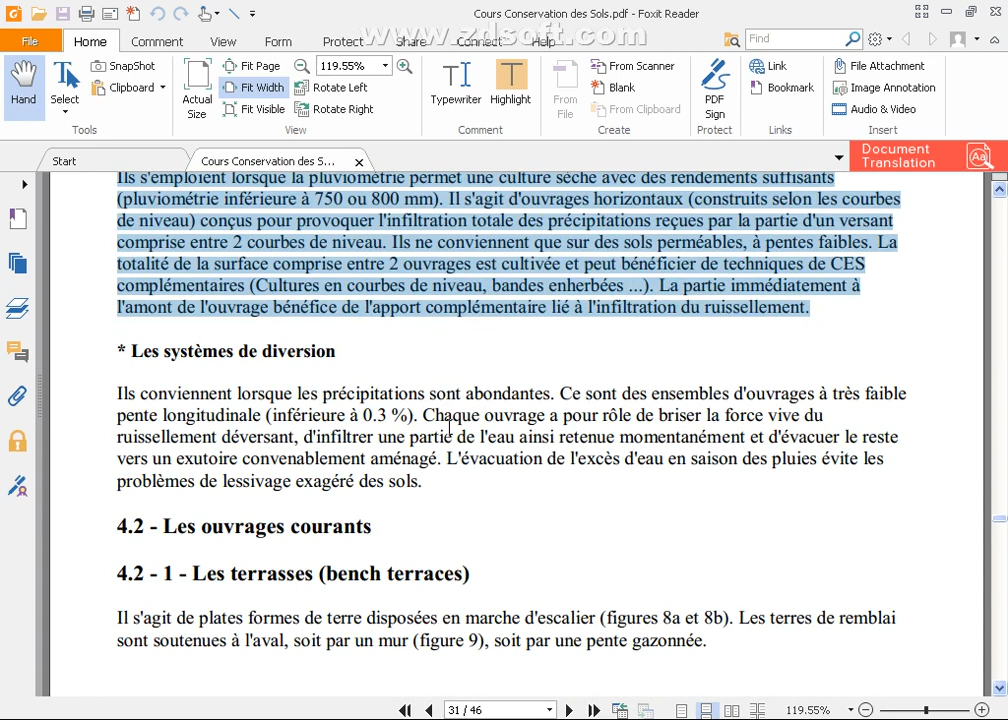 Cours Conservation des Sols.pdf - Foxit Reader
www.zdsoft.com
File Home Comment View Form Protect Share Connect Help Find
Hand
Select
SnapShot
Clipboard
Tools
Actual Size
Fit Page
Fit Width
Fit Visible
119.55%
Rotate Left
Rotate Right
View
Typewriter
Highlight
Comment
From File
From Scanner
Blank
From Clipboard
Create
PDF Sign
Protect
Link
Bookmark
Links
File Attachment
Image Annotation
Audio & Video
Insert
Start
Cours Conservation des S...
Document Translation
Aa
Ils s'emploient lorsque la pluviométrie permet une culture sèche avec des rendements suffisants
(pluviométrie inférieure à 750 ou 800 mm). Il s'agit d'ouvrages horizontaux (construits selon les courbes
de niveau) conçus pour provoquer l'infiltration totale des précipitations reçues par la partie d'un versant
comprise entre 2 courbes de niveau. Ils ne conviennent que sur des sols perméables, à pentes faibles. La
totalité de la surface comprise entre 2 ouvrages est cultivée et peut bénéficier de techniques de CES
complémentaires (Cultures en courbes de niveau, bandes enherbées ...). La partie immédiatement à
l'amont de l'ouvrage bénéfice de l'apport complémentaire lié à l'infiltration du ruissellement.
* Les systèmes de diversion
Ils conviennent lorsque les précipitations sont abondantes. Ce sont des ensembles d'ouvrages à très faible
pente longitudinale (inférieure à 0.3 %). Chaque ouvrage a pour rôle de briser la force vive du
ruissellement déversant, d'infiltrer une partie de l'eau ainsi retenue momentanément et d'évacuer le reste
vers un exutoire convenablement aménagé. L'évacuation de l'excès d'eau en saison des pluies évite les
problèmes de lessivage exagéré des sols.
4.2 - Les ouvrages courants
4.2 - 1 - Les terrasses (bench terraces)
Il s'agit de plates formes de terre disposées en marche d'escalier (figures 8a et 8b). Les terres de remblai
sont soutenues à l'aval, soit par un mur (figure 9), soit par une pente gazonnée.
31 / 46
119.55%